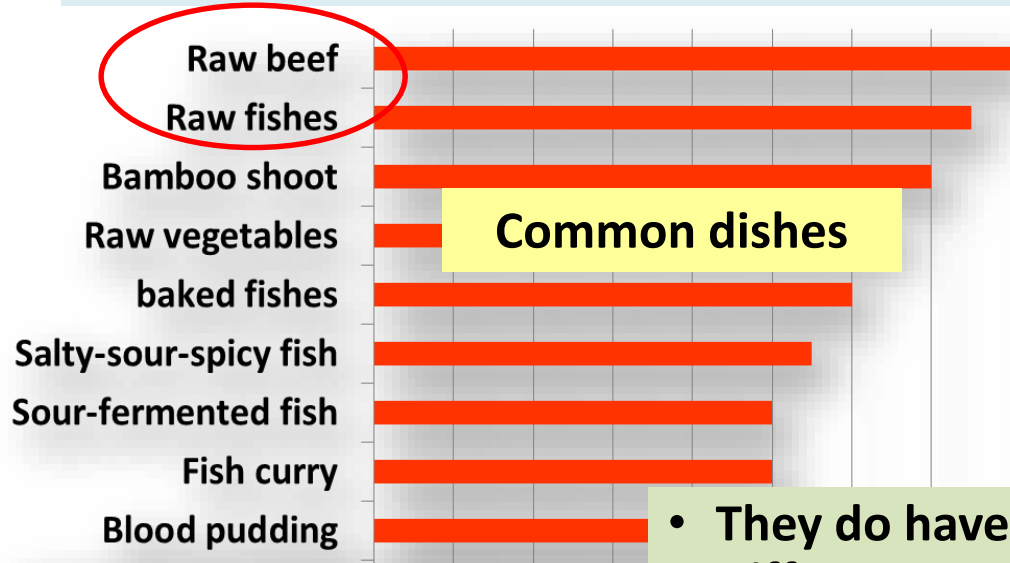 Raw beef
Raw fishes
Bamboo shoot
Raw vegetables
Common dishes
baked fishes
Salty-sour-spicy fish
Sour-fermented fish
Fish curry
Blood pudding
• They do have